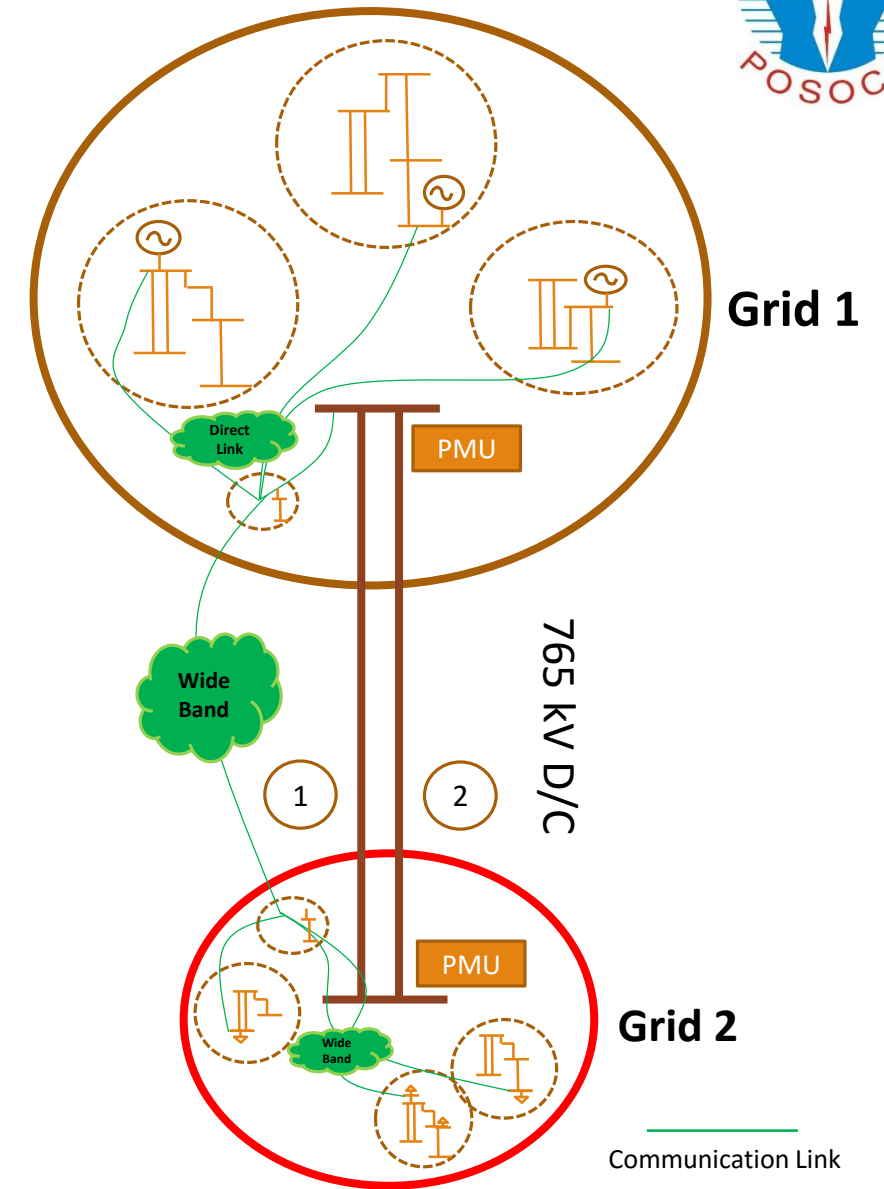 POSOC
Grid 1
Direct
Link
PMU
Wide
Band
765 kV D/C
1
2
PMU
Grid 2
Wide
Band
Communication Link